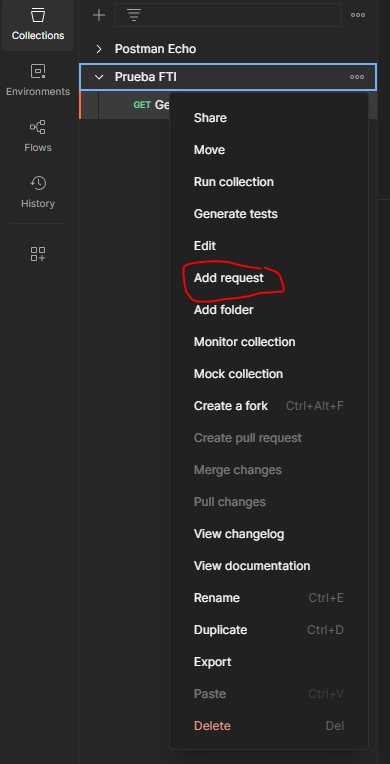 Collections
Environments
Flows
History
Postman Echo
Prueba FTI
GET Ge
Share
Move
Run collection
Generate tests
Edit
Add request
Add folder
Monitor collection
Mock collection
Create a fork Ctrl+Alt+F
Create pull request
Merge changes
Pull changes
View changelog
View documentation
Rename Ctrl+E
Duplicate Ctrl+D
Export
Paste Ctrl+V
Delete Del